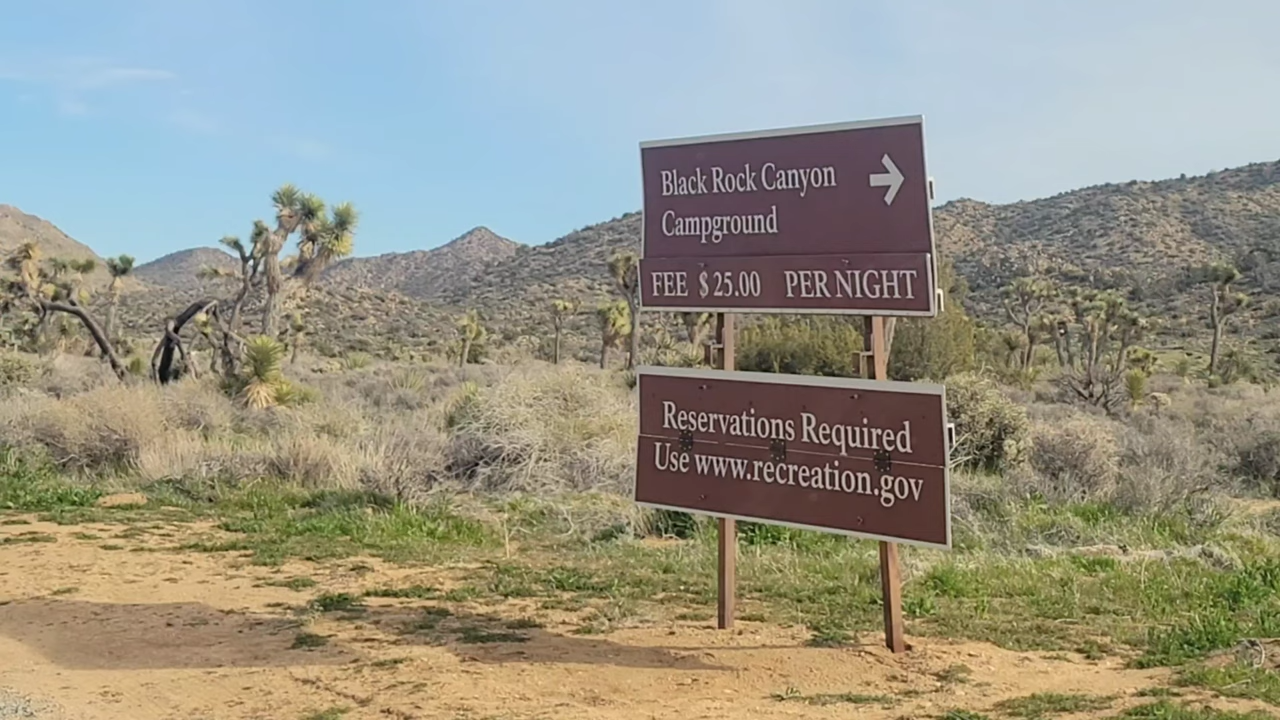 Black Rock Canyon
Campground
FEE $25.00 PER NIGHT
Reservations Required
Use www.recreation.gov